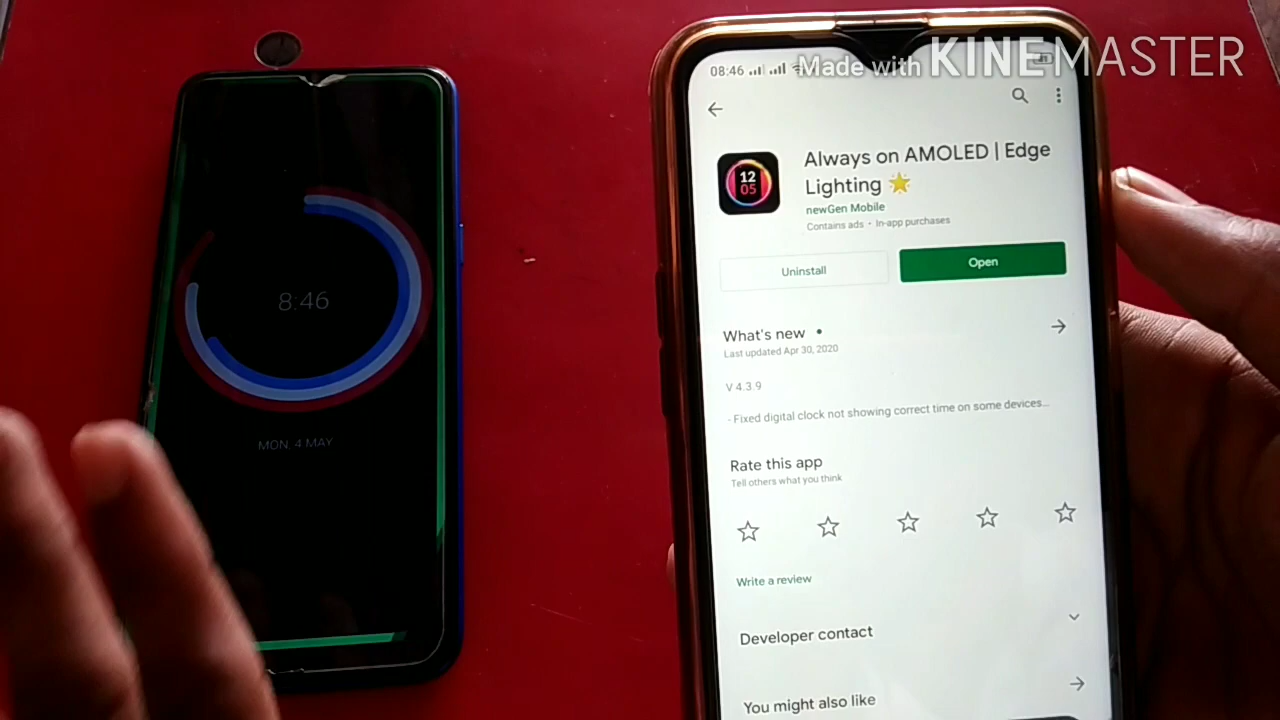 Made with KINEMASTER
08:46
Always on AMOLED | Edge
Lighting 🌟
newGen Mobile
Contains ads • In-app purchases
Uninstall
Open
What's new •
Last updated Apr 30, 2020
V 4.3.9
- Fixed digital clock not showing correct time on some devices...
Rate this app
Tell others what you think
Write a review
Developer contact
You might also like
12
05
8:46
MON, 4 MAY